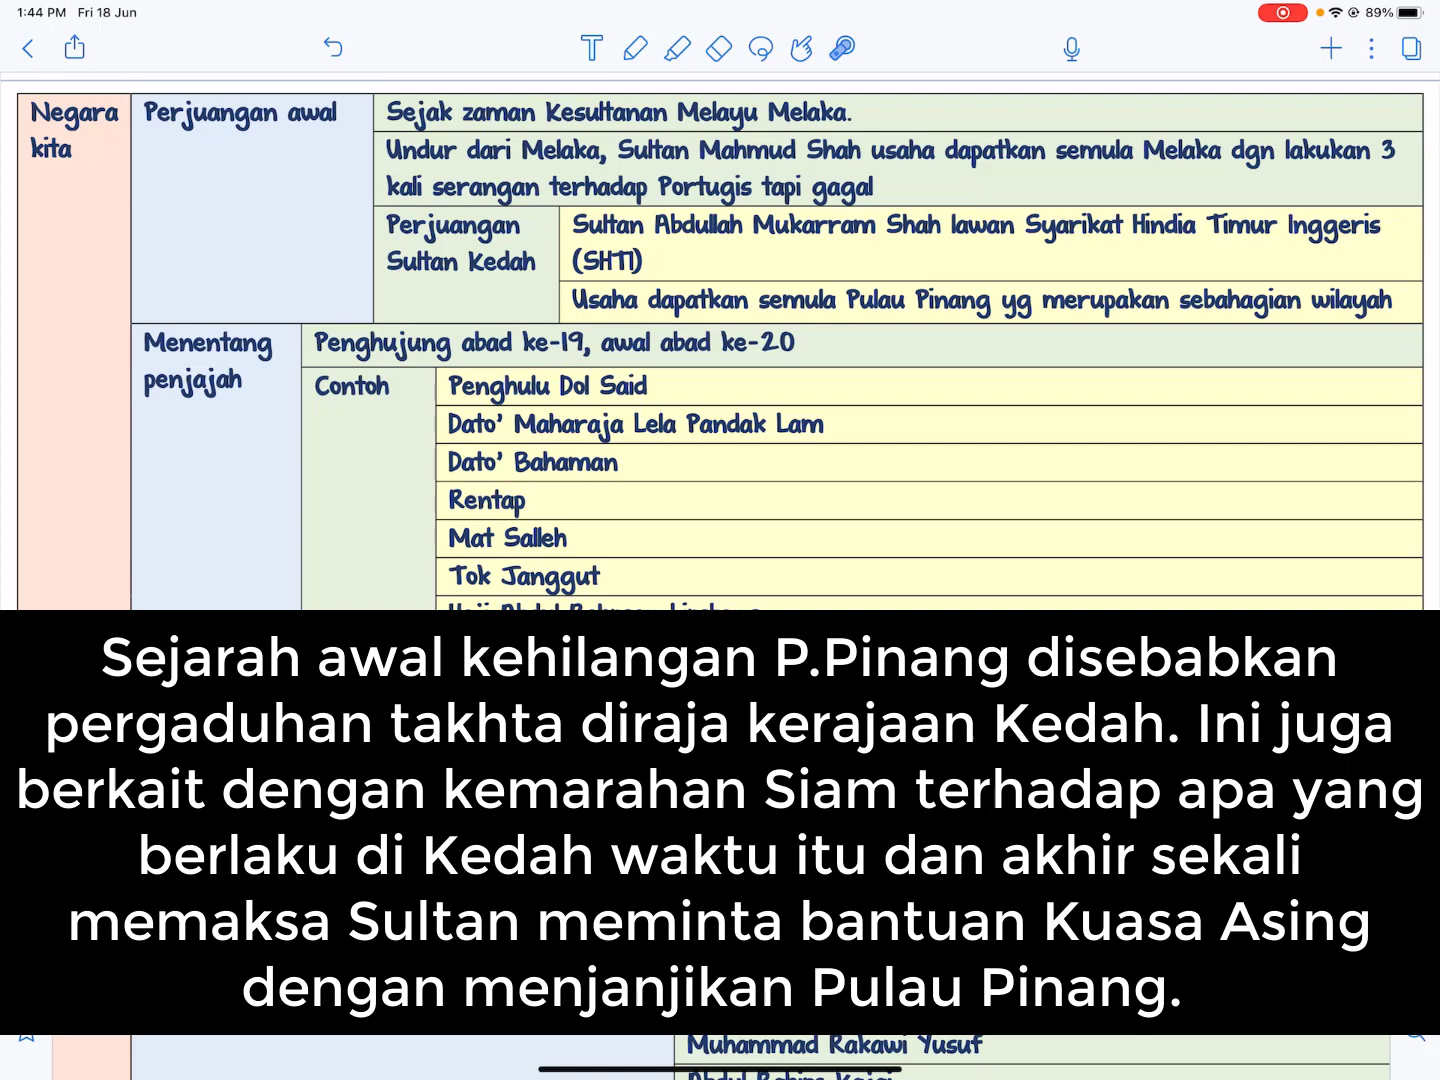 1:44 PM Fri 18 Jun
89%
Negara
kita
Perjuangan awal
Sejak zaman Kesultanan Melayu Melaka.
Undur dari Melaka, Sultan Mahmud Shah usaha dapatkan semula Melaka dgn lakukan 3
kali serangan terhadap Portugis tapi gagal
Perjuangan
Sultan Kedah
Sultan Abdullah Mukarram Shah lawan Syarikat Hindia Timur Inggeris
(SHTI)
Usaha dapatkan semula Pulau Pinang yg merupakan sebahagian wilayah
Menentang
penjajah
Penghujung abad ke-19, awal abad ke-20
Contoh
Penghulu Dol Said
Dato' Maharaja Lela Pandak Lam
Dato' Bahaman
Rentap
Mat Salleh
Tok Janggut
Sejarah awal kehilangan P.Pinang disebabkan
pergaduhan takhta diraja kerajaan Kedah. Ini juga
berkait dengan kemarahan Siam terhadap apa yang
berlaku di Kedah waktu itu dan akhir sekali
memaksa Sultan meminta bantuan Kuasa Asing
dengan menjanjikan Pulau Pinang.
Muhammad Rakawi Yusuf